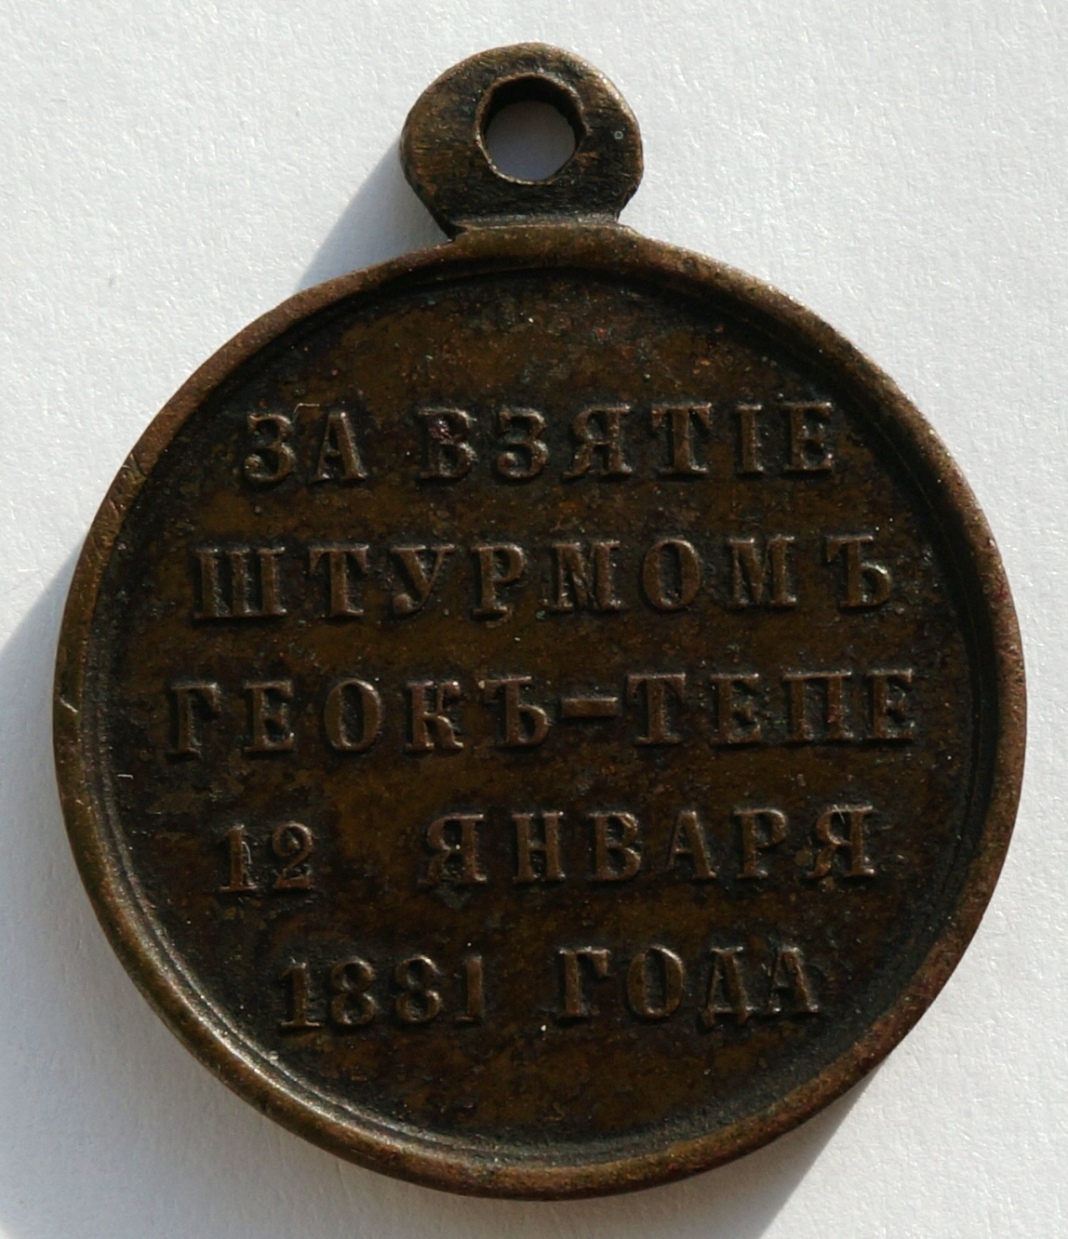 ЗА ВЗЯТІЕ
ШТУРМОМЪ
ГЕОКЪ-ТЕПЕ
12 ЯНВАРЯ
1881 ГОДА